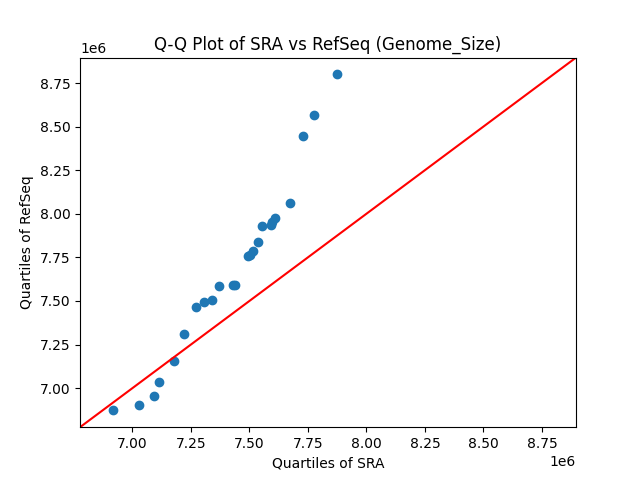 Q-Q Plot of SRA vs RefSeq (Genome_Size)
1e6
8.75
8.50
8.25
8.00
7.75
7.50
7.25
7.00
Quartiles of RefSeq
7.00 7.25 7.50 7.75 8.00 8.25 8.50 8.75
Quartiles of SRA
1e6